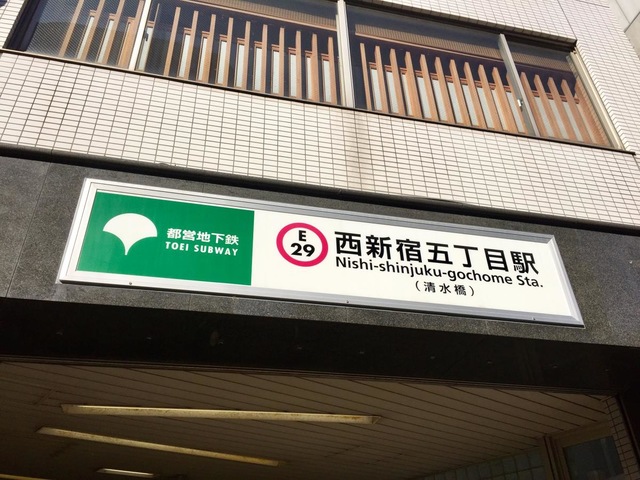 都営地下鉄
TOEI SUBWAY
E
29
西新宿五丁目駅
Nishi-shinjuku-gochome Sta.
(清水橋)